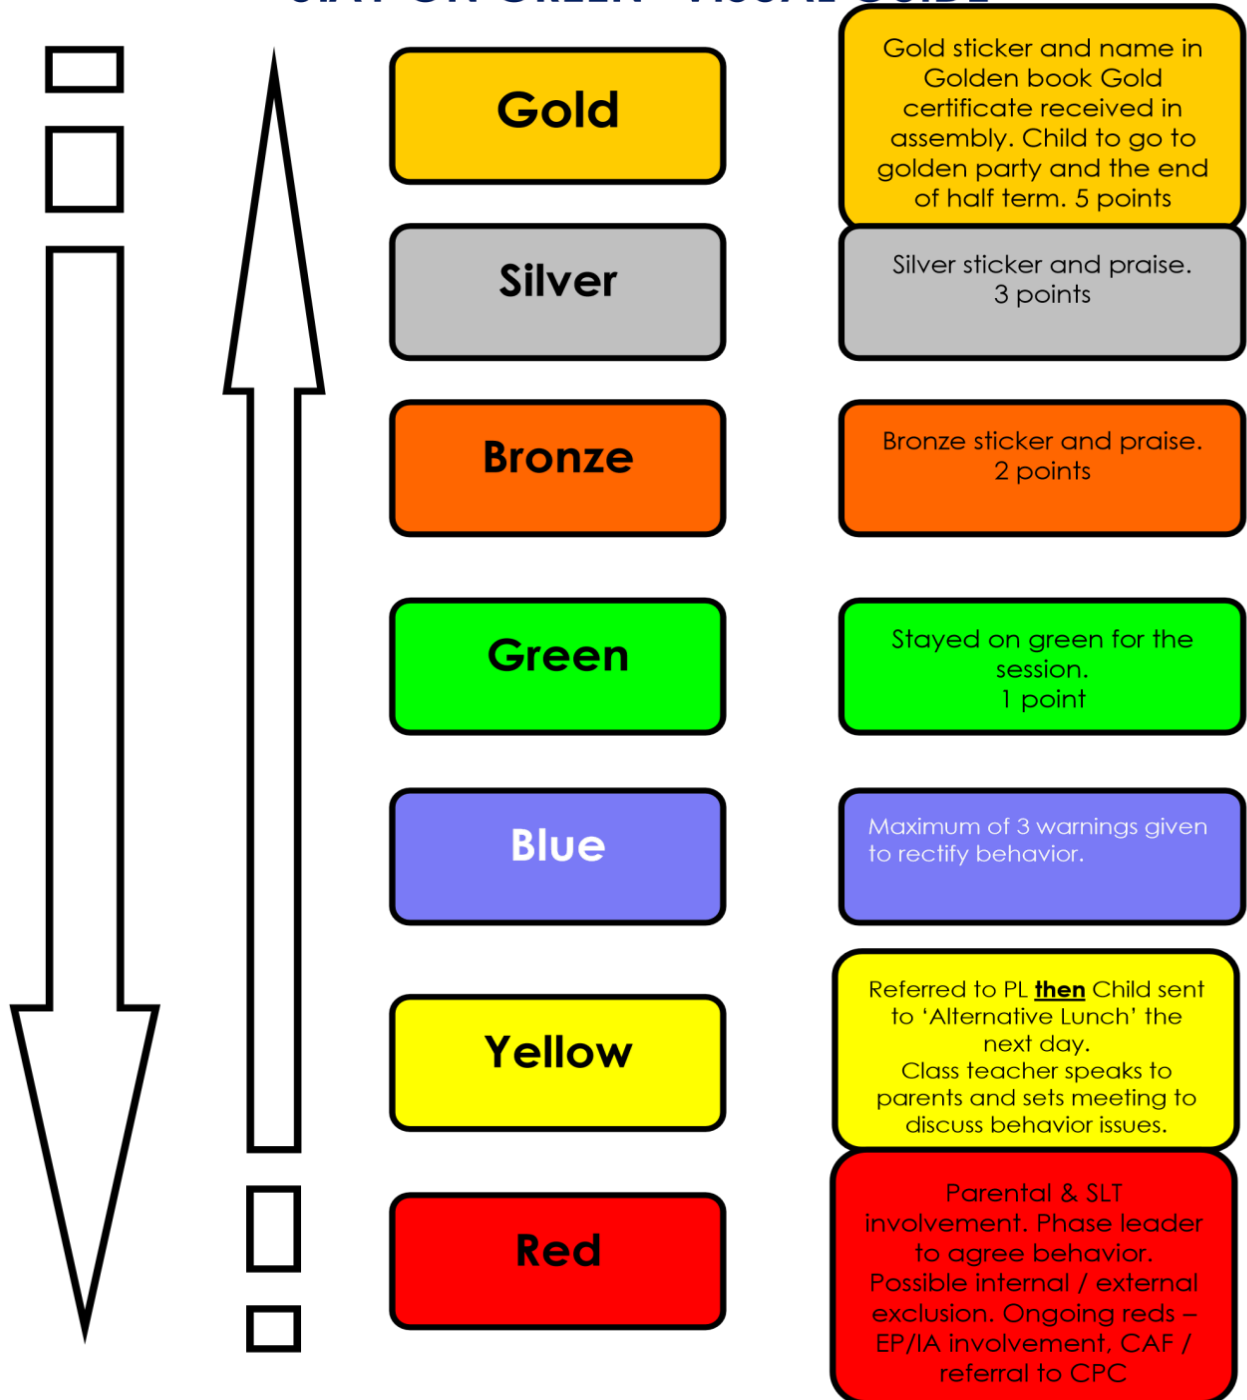 STAY ON GREEN - VISUAL GUIDE
Gold
Gold sticker and name in
Golden book Gold
certificate received in
assembly. Child to go to
golden party and the end
of half term. 5 points
Silver
Silver sticker and praise.
3 points
Bronze
Bronze sticker and praise.
2 points
Green
Stayed on green for the
session.
1 point
Blue
Maximum of 3 warnings given
to rectify behavior.
Yellow
Referred to PL then Child sent
to ‘Alternative Lunch’ the
next day.
Class teacher speaks to
parents and sets meeting to
discuss behavior issues.
Red
Parental & SLT
involvement. Phase leader
to agree behavior.
Possible internal / external
exclusion. Ongoing reds –
EP/IA involvement, CAF /
referral to CPC